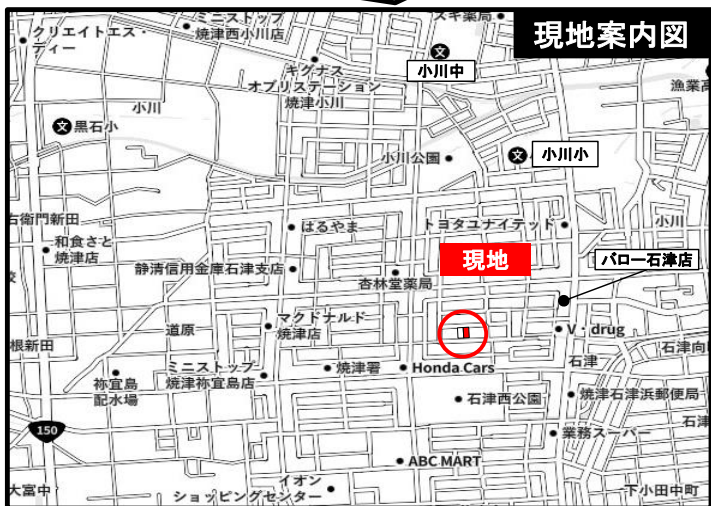 現地案内図
クリエイトエス・
ディー
ミニストップ
焼津西小川店
スギ薬局
小川中
キグナス
オブリステーション
焼津小川
漁業高
小川
黒石小
文
小川公園
文
小川小
文
右衛門新田
和食さと
焼津店
はるやま
トヨタユナイテッド
小川
静清信用金庫石津支店
現地
杏林堂薬局
バロー石津店
マクドナルド
焼津店
道原
V・drug
根新田
石津向
祢宜島
配水場
ミニストップ
焼津祢宜島店
焼津署
Honda Cars
石津
石津西公園
焼津石津浜郵便局
150
業務スーパー
石津
ABC MART
大富中
イオン
ショッピングセンター
下小田中町